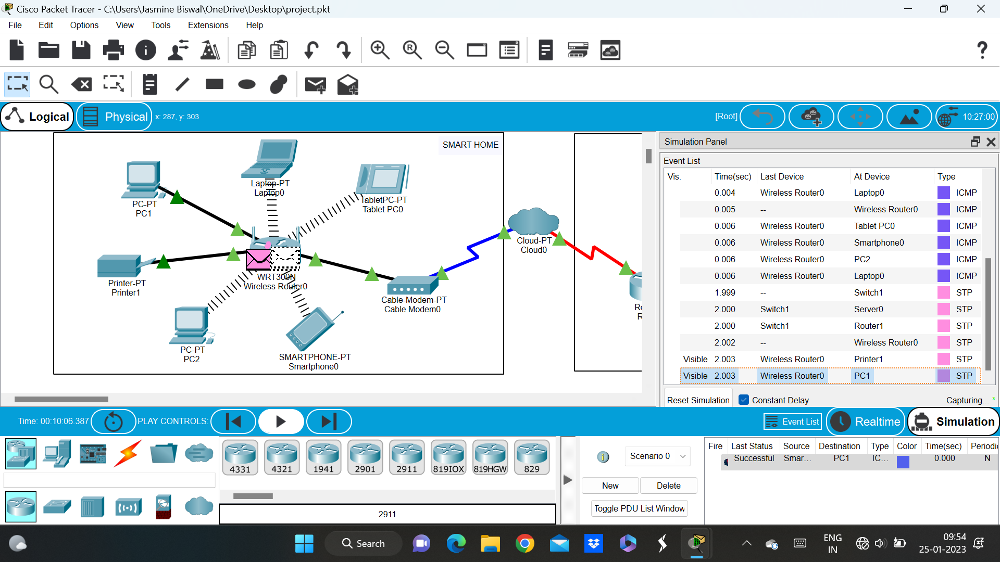 Cisco Packet Tracer - C:\Users\Jasmine Biswal\OneDrive\Desktop\project.pkt
File Edit Options View Tools Extensions Help
Logical Physical x: 287, y: 303 [Root] 10:27:00
SMART HOME
Laptop-PT
Laptop0
TabletPC-PT
Tablet PC0
PC-PT
PC1
Cloud-PT
Cloud0
Printer-PT
Printer1
WRT300N
Wireless Router0
Cable-Modem-PT
Cable Modem0
PC-PT
PC2
SMARTPHONE-PT
Smartphone0
Simulation Panel
Event List
Vis. Time(sec) Last Device At Device Type
0.004 Wireless Router0 Laptop0 ICMP
0.005 -- Wireless Router0 ICMP
0.006 Wireless Router0 Tablet PC0 ICMP
0.006 Wireless Router0 Smartphone0 ICMP
0.006 Wireless Router0 PC2 ICMP
0.006 Wireless Router0 Laptop0 ICMP
1.999 -- Switch1 STP
2.000 Switch1 Server0 STP
2.000 Switch1 Router1 STP
2.002 -- Wireless Router0 STP
Visible 2.003 Wireless Router0 Printer1 STP
Visible 2.003 Wireless Router0 PC1 STP
Reset Simulation Constant Delay Capturing... *
Time: 00:10:06.387 PLAY CONTROLS: Event List Realtime Simulation
4331 4321 1941 2901 2911 819IOX 819HGW 829
2911
Scenario 0
New Delete
Toggle PDU List Window
Fire Last Status Source Destination Type Color Time(sec) Periodi
Successful Smar... PC1 IC... 0.000 N
Search
ENG
IN
09:54
25-01-2023